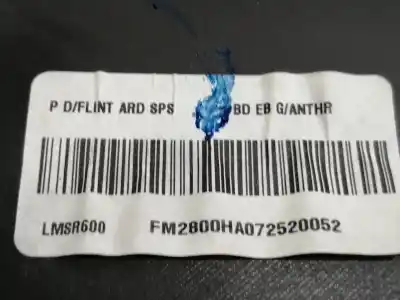 P D/FLINT ARD SPS BD EB G/ANTHR
LMSR600 FM2800HA072520052